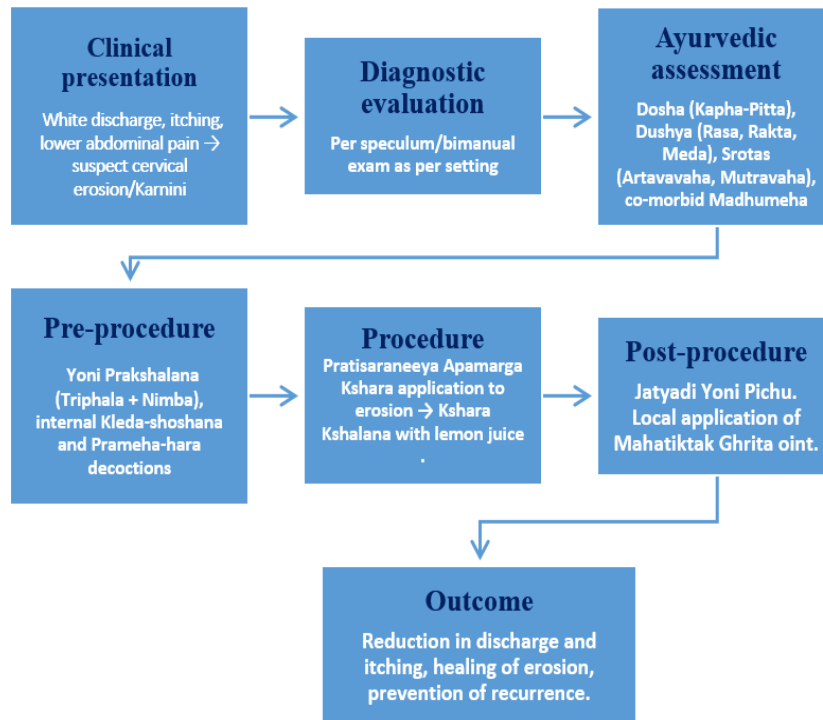 Clinical
presentation
White discharge, itching,
lower abdominal pain →
suspect cervical
erosion/Karnini
Diagnostic
evaluation
Per speculum/bimanual
exam as per setting
Ayurvedic
assessment
Dosha (Kapha-Pitta),
Dushya (Rasa, Rakta,
Meda), Srotas
(Artavavaha, Mutravaha),
co-morbid Madhumeha
Pre-procedure
Yoni Prakshalana
(Triphala + Nimba),
internal Kleda-shoshana
and Prameha-hara
decoctions
Procedure
Pratisaraneeya Apamarga
Kshara application to
erosion → Kshara
Kshalana with lemon juice
.
Post-procedure
Jatyadi Yoni Pichu.
Local application of
Mahatiktak Ghrita oint.
Outcome
Reduction in discharge and
itching, healing of erosion,
prevention of recurrence.